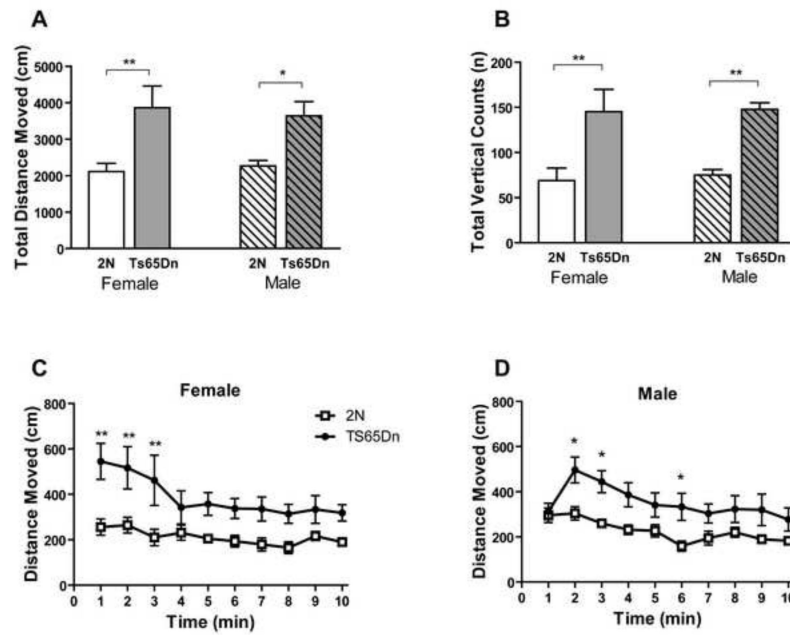 A
Total Distance Moved (cm)
5000
4000
3000
2000
1000
0
**
*
2N Ts65Dn 2N Ts65Dn
Female Male
B
Total Vertical Counts (n)
200
150
100
50
0
**
**
2N Ts65Dn 2N Ts65Dn
Female Male
C
Female
2N
TS65Dn
Distance Moved (cm)
800
600
400
200
0
** ** **
0 1 2 3 4 5 6 7 8 9 10
Time (min)
D
Male
Distance Moved (cm)
800
600
400
200
0
* * *
0 1 2 3 4 5 6 7 8 9 10
Time (min)